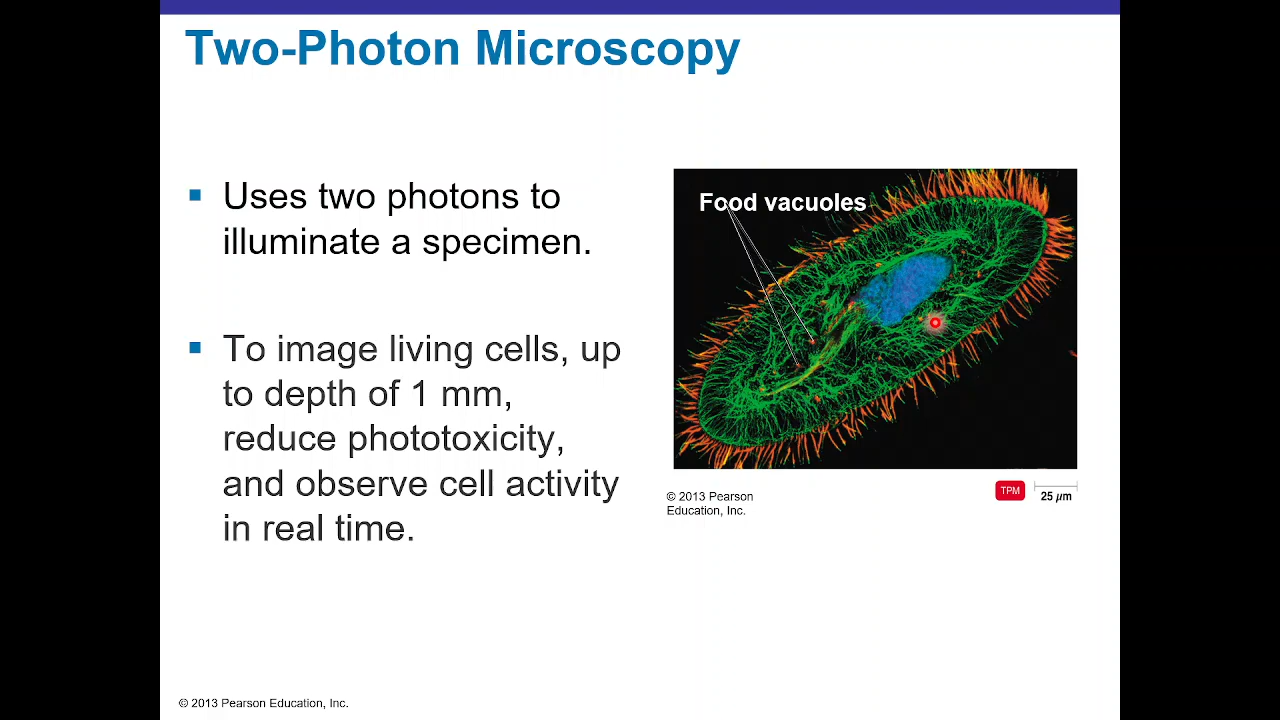 Two-Photon Microscopy
Uses two photons to
illuminate a specimen.
To image living cells, up
to depth of 1 mm,
reduce phototoxicity,
and observe cell activity
in real time.
Food vacuoles
© 2013 Pearson
Education, Inc.
TPM
25 µm
© 2013 Pearson Education, Inc.